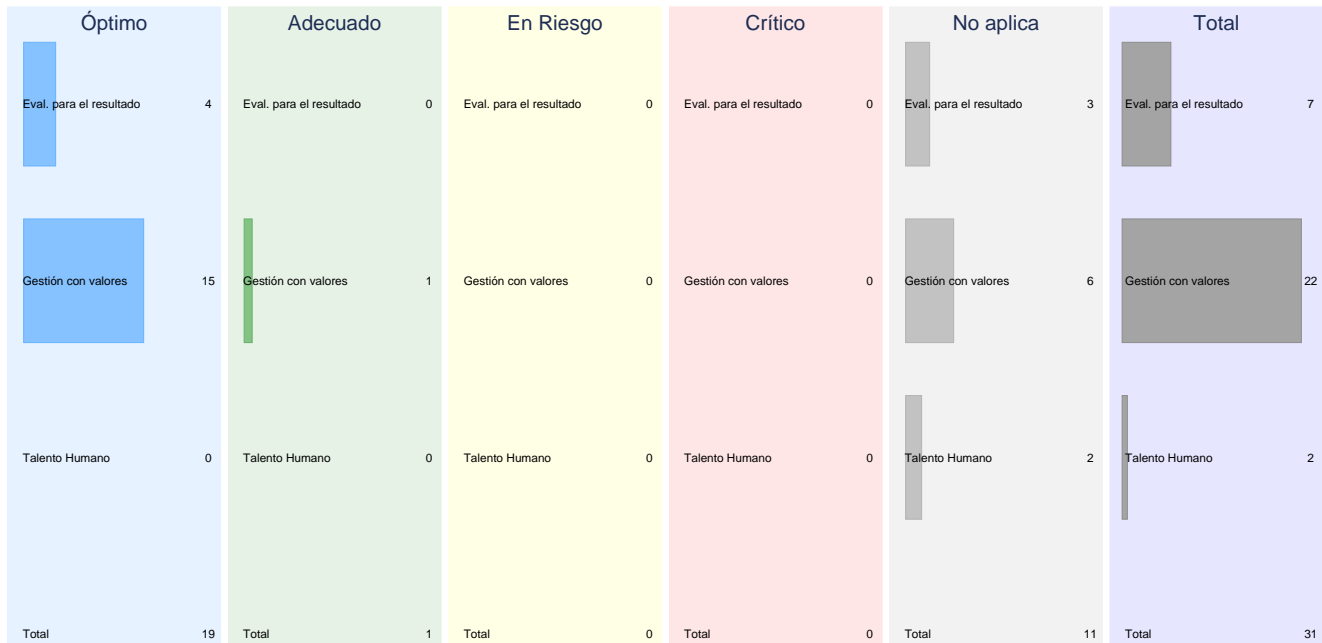 Óptimo Adecuado En Riesgo Crítico No aplica Total
Eval. para el resultado 4 Eval. para el resultado 0 Eval. para el resultado 0 Eval. para el resultado 0 Eval. para el resultado 3 Eval. para el resultado 7
Gestión con valores 15 Gestión con valores 1 Gestión con valores 0 Gestión con valores 0 Gestión con valores 6 Gestión con valores 22
Talento Humano 0 Talento Humano 0 Talento Humano 0 Talento Humano 0 Talento Humano 2 Talento Humano 2
Total 19 Total 1 Total 0 Total 0 Total 11 Total 31